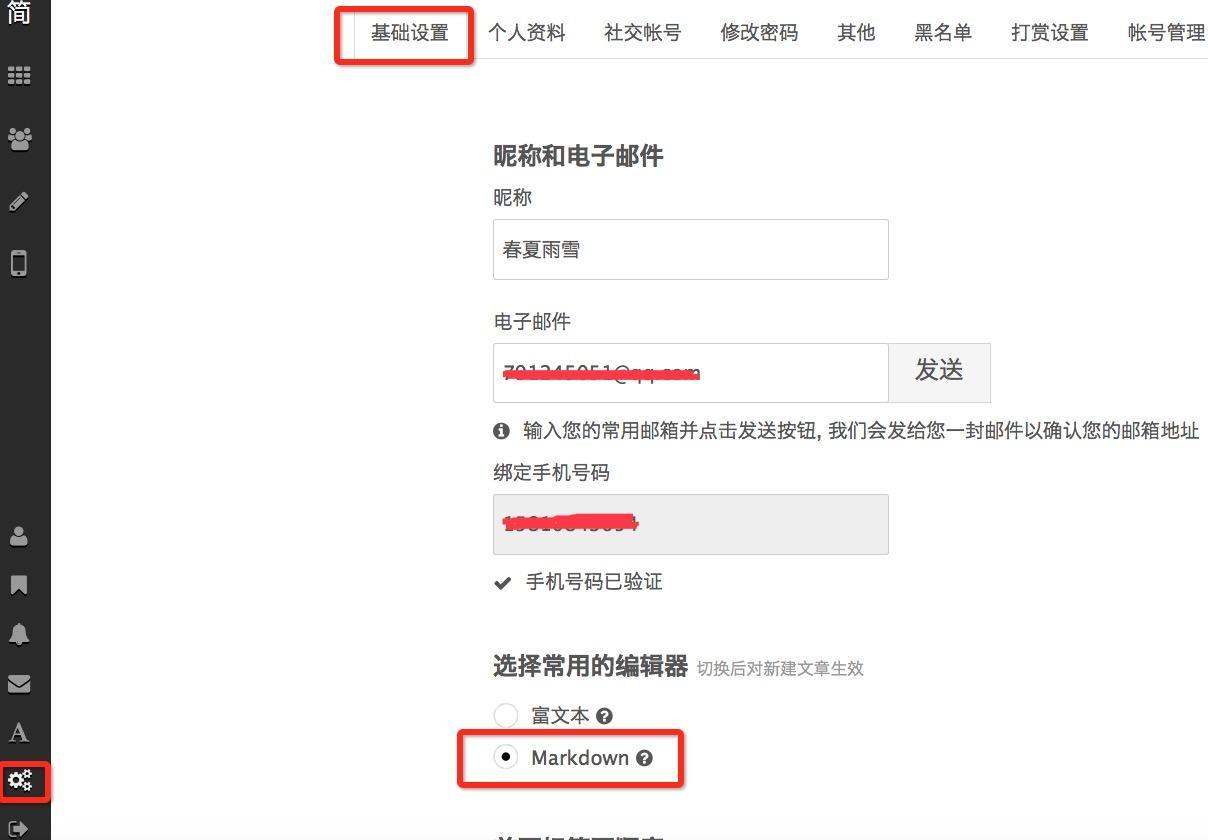 简
基础设置 个人资料 社交帐号 修改密码 其他 黑名单 打赏设置 帐号管理
昵称和电子邮件
昵称
春夏雨雪
电子邮件
发送
输入您的常用邮箱并点击发送按钮, 我们会发给您一封邮件以确认您的邮箱地址
绑定手机号码
手机号码已验证
选择常用的编辑器 切换后对新建文章生效
富文本
Markdown